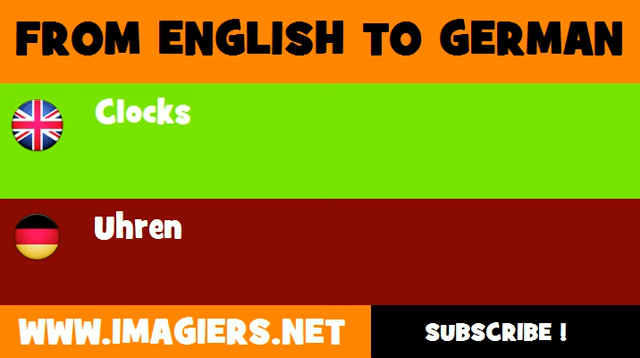 FROM ENGLISH TO GERMAN
Clocks
Uhren
WWW.IMAGIERS.NET
SUBSCRIBE !